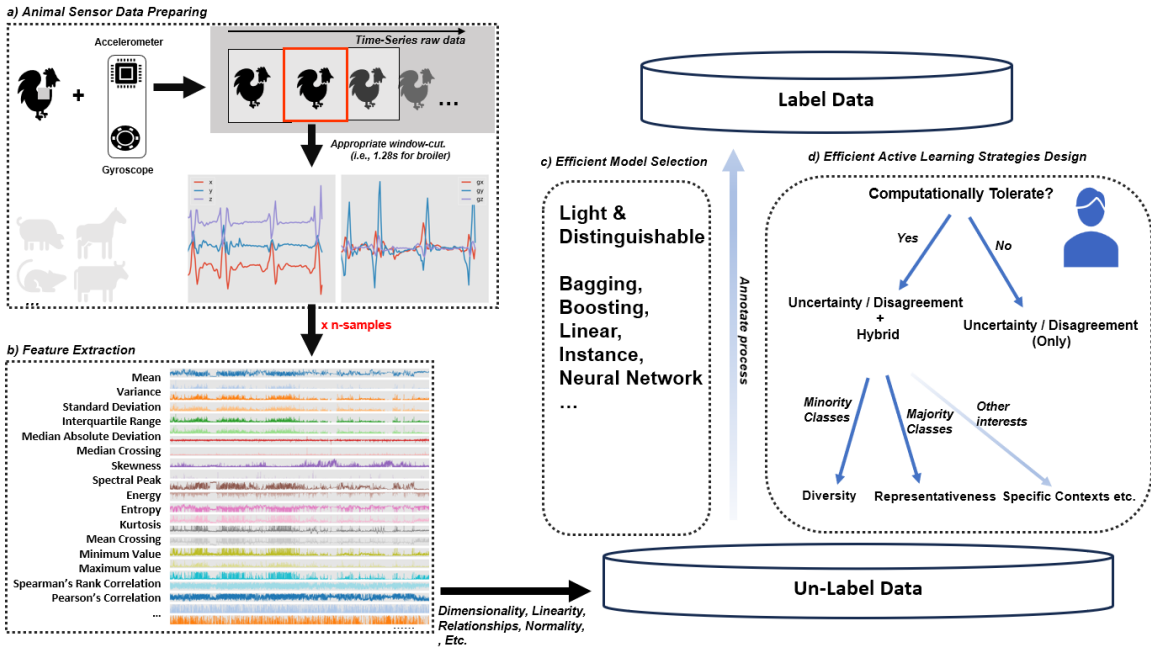 a) Animal Sensor Data Preparing
Accelerometer
+
Gyroscope
Time-Series raw data
...
Appropriate window-cut.
(i.e., 1.28s for broiler)
x
y
z
gx
gy
gz
...
x n-samples
b) Feature Extraction
Mean
Variance
Standard Deviation
Interquartile Range
Median Absolute Deviation
Median Crossing
Skewness
Spectral Peak
Energy
Entropy
Kurtosis
Mean Crossing
Minimum Value
Maximum value
Spearman's Rank Correlation
Pearson's Correlation
...
......
Dimensionality, Linearity,
Relationships, Normality,
, Etc.
Label Data
c) Efficient Model Selection
Light &
Distinguishable
Bagging,
Boosting,
Linear,
Instance,
Neural Network
...
Annotate process
d) Efficient Active Learning Strategies Design
Computationally Tolerate?
Yes
No
Uncertainty / Disagreement
+
Hybrid
Uncertainty / Disagreement
(Only)
Minority
Classes
Majority
Classes
Other
interests
Diversity
Representativeness
Specific Contexts etc.
Un-Label Data